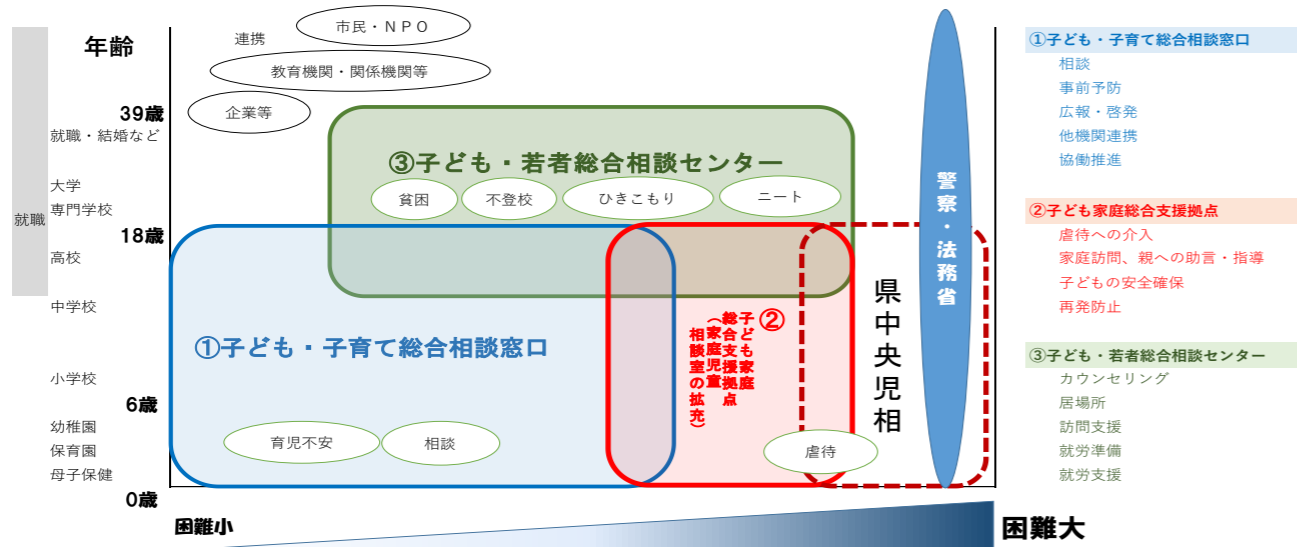 市民・ＮＰＯ
連携
年齢
教育機関・関係機関等
企業等
39歳
就職・結婚など
大学
専門学校
就職
18歳
高校
中学校
小学校
6歳
幼稚園
保育園
母子保健
0歳
③子ども・若者総合相談センター
貧困
不登校
ひきこもり
ニート
①子ども・子育て総合相談窓口
育児不安
相談
②
子ども家庭
総合支援拠点
（家庭児童
相談室の拡充）
虐待
県中央児相
警察・法務省
困難小
困難大
①子ども・子育て総合相談窓口
相談
事前予防
広報・啓発
他機関連携
協働推進
②子ども家庭総合支援拠点
虐待への介入
家庭訪問、親への助言・指導
子どもの安全確保
再発防止
③子ども・若者総合相談センター
カウンセリング
居場所
訪問支援
就労準備
就労支援